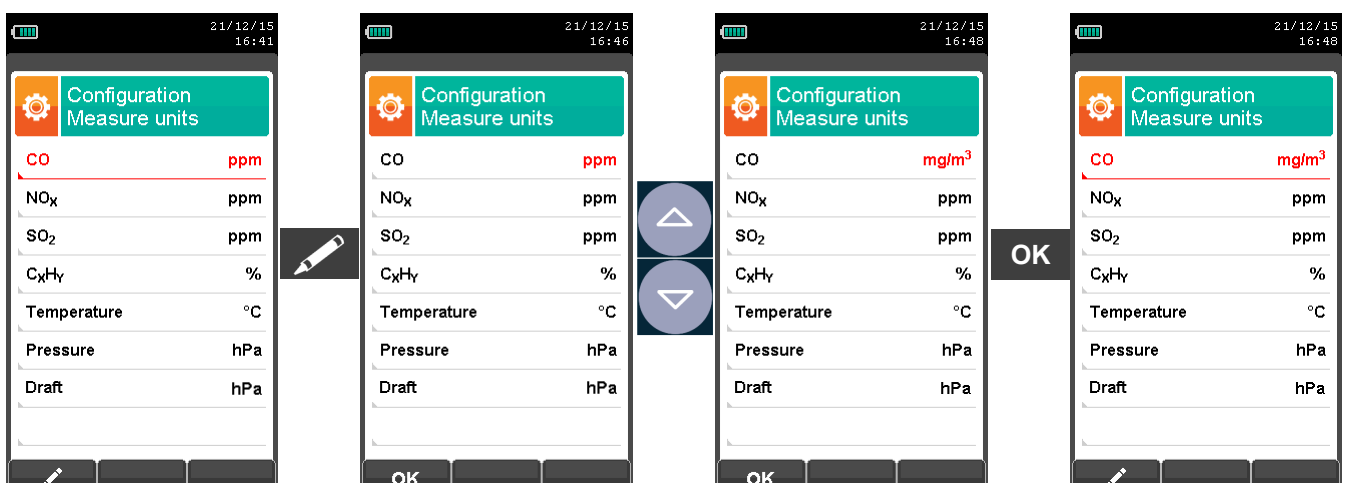 21/12/15
16:41
Configuration
Measure units
CO ppm
NOX ppm
SO2 ppm
CXHY %
Temperature °C
Pressure hPa
Draft hPa
21/12/15
16:46
Configuration
Measure units
CO ppm
NOX ppm
SO2 ppm
CXHY %
Temperature °C
Pressure hPa
Draft hPa
OK
21/12/15
16:48
Configuration
Measure units
CO mg/m³
NOX ppm
SO2 ppm
CXHY %
Temperature °C
Pressure hPa
Draft hPa
OK
OK
21/12/15
16:48
Configuration
Measure units
CO mg/m³
NOX ppm
SO2 ppm
CXHY %
Temperature °C
Pressure hPa
Draft hPa